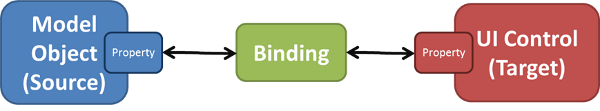 Model
Object
(Source)
Property
Binding
Property
UI Control
(Target)